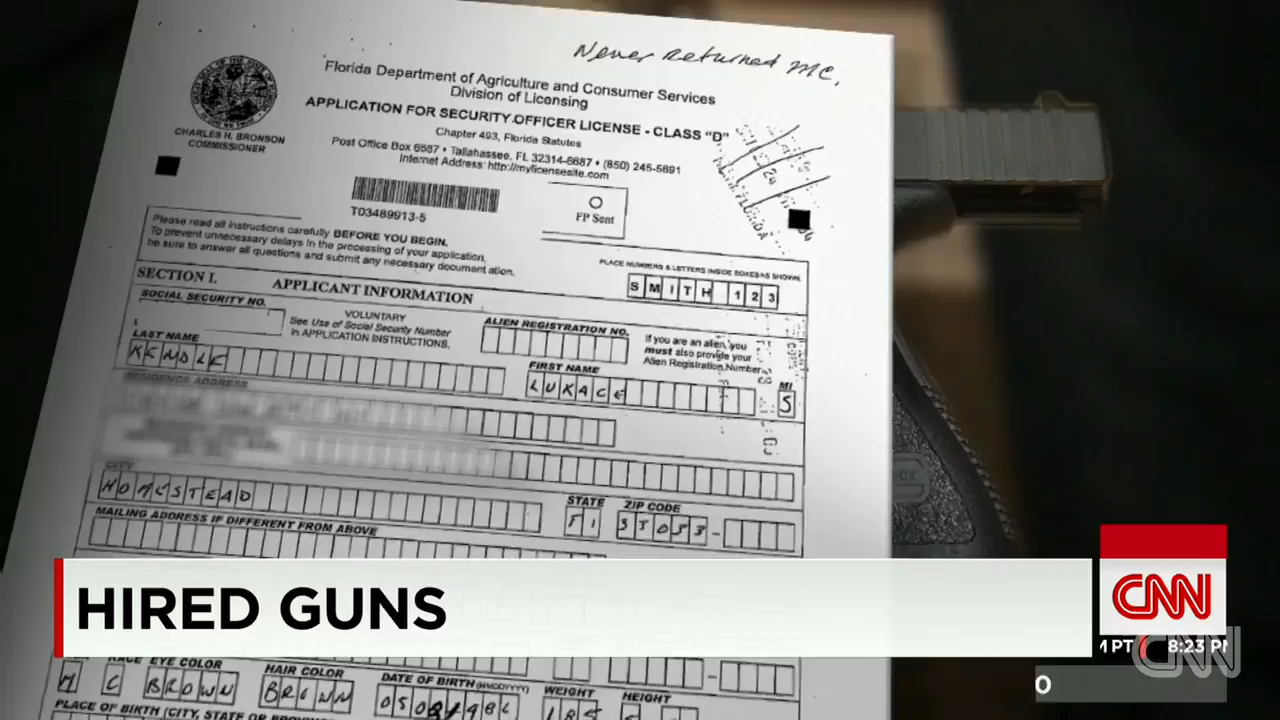 Never Returned MC.
Florida Department of Agriculture and Consumer Services
Division of Licensing
APPLICATION FOR SECURITY OFFICER LICENSE - CLASS "D"
Chapter 493, Florida Statutes
Post Office Box 6687 • Tallahassee, FL 32314-6687 • (850) 245-5691
Internet Address: http://mylicensesite.com
CHARLES H. BRONSON
COMMISSIONER
T03489913-5
FP Sent
Please read all instructions carefully BEFORE YOU BEGIN.
To prevent unnecessary delays in the processing of your application,
be sure to answer all questions and submit any necessary documentation.
PLACE NUMBERS & LETTERS INSIDE BOXES AS SHOWN.
SMITH 123
SECTION I. APPLICANT INFORMATION
SOCIAL SECURITY NO.
VOLUNTARY
See Use of Social Security Number
in APPLICATION INSTRUCTIONS.
ALIEN REGISTRATION NO.
If you are an alien, you
must also provide your
Alien Registration Number
LAST NAME
KENDLE
FIRST NAME
LUKACE
MI
S
RESIDENCE ADDRESS
CITY
HOMESTEAD
STATE
ZIP CODE
MAILING ADDRESS IF DIFFERENT FROM ABOVE
HIRED GUNS
CNN
8:23 P
CNN
RACE
EYE COLOR
HAIR COLOR
DATE OF BIRTH (MMDDYYYY)
WEIGHT
HEIGHT
M
C
BROWN
BROWN
185
PLACE OF BIRTH (CITY, STATE OR